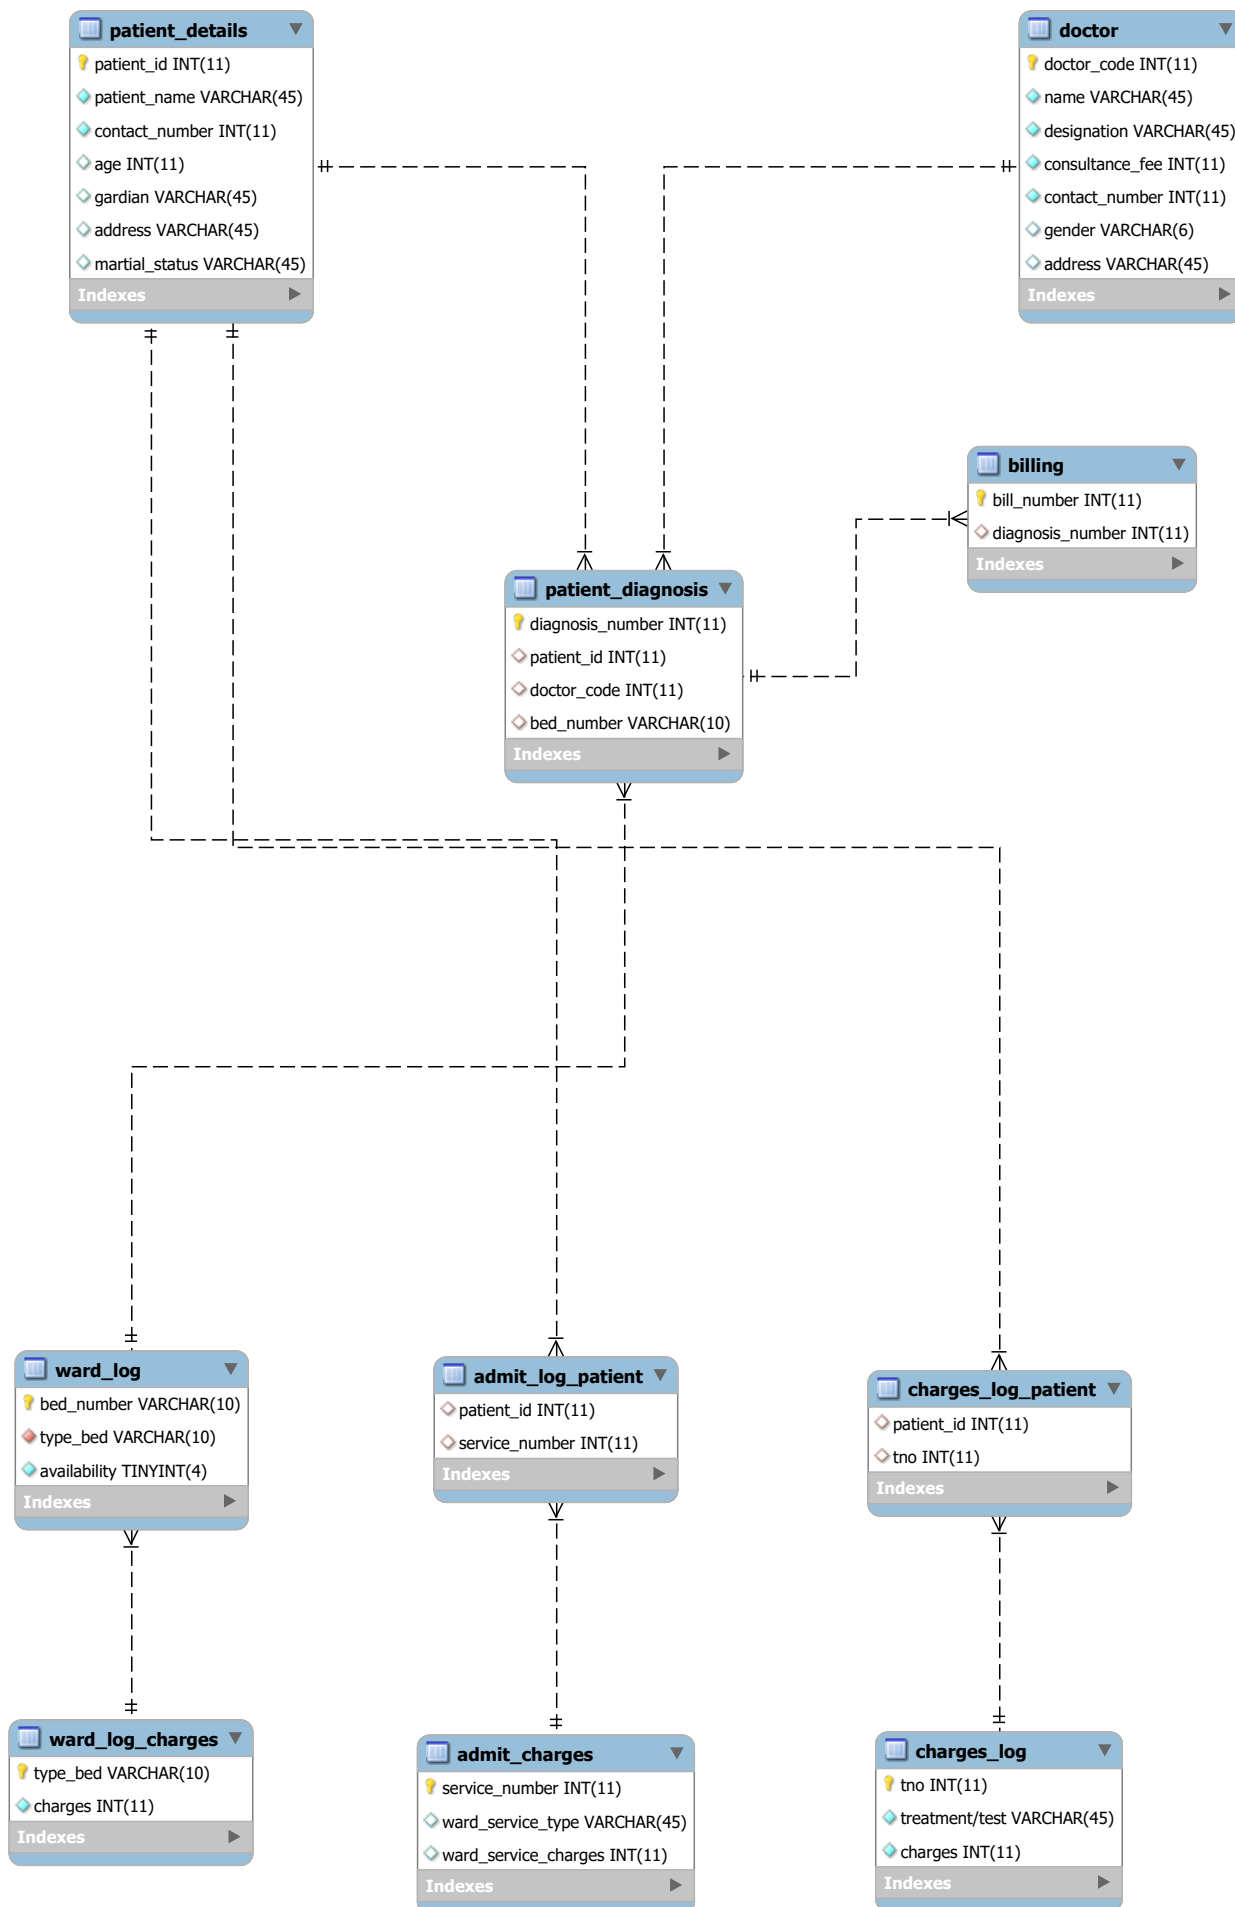 patient_details
patient_id INT(11)
patient_name VARCHAR(45)
contact_number INT(11)
age INT(11)
gardian VARCHAR(45)
address VARCHAR(45)
martial_status VARCHAR(45)
Indexes
doctor
doctor_code INT(11)
name VARCHAR(45)
designation VARCHAR(45)
consultance_fee INT(11)
contact_number INT(11)
gender VARCHAR(6)
address VARCHAR(45)
Indexes
billing
bill_number INT(11)
diagnosis_number INT(11)
Indexes
patient_diagnosis
diagnosis_number INT(11)
patient_id INT(11)
doctor_code INT(11)
bed_number VARCHAR(10)
Indexes
ward_log
bed_number VARCHAR(10)
type_bed VARCHAR(10)
availability TINYINT(4)
Indexes
admit_log_patient
patient_id INT(11)
service_number INT(11)
Indexes
charges_log_patient
patient_id INT(11)
tno INT(11)
Indexes
ward_log_charges
type_bed VARCHAR(10)
charges INT(11)
Indexes
admit_charges
service_number INT(11)
ward_service_type VARCHAR(45)
ward_service_charges INT(11)
Indexes
charges_log
tno INT(11)
treatment/test VARCHAR(45)
charges INT(11)
Indexes